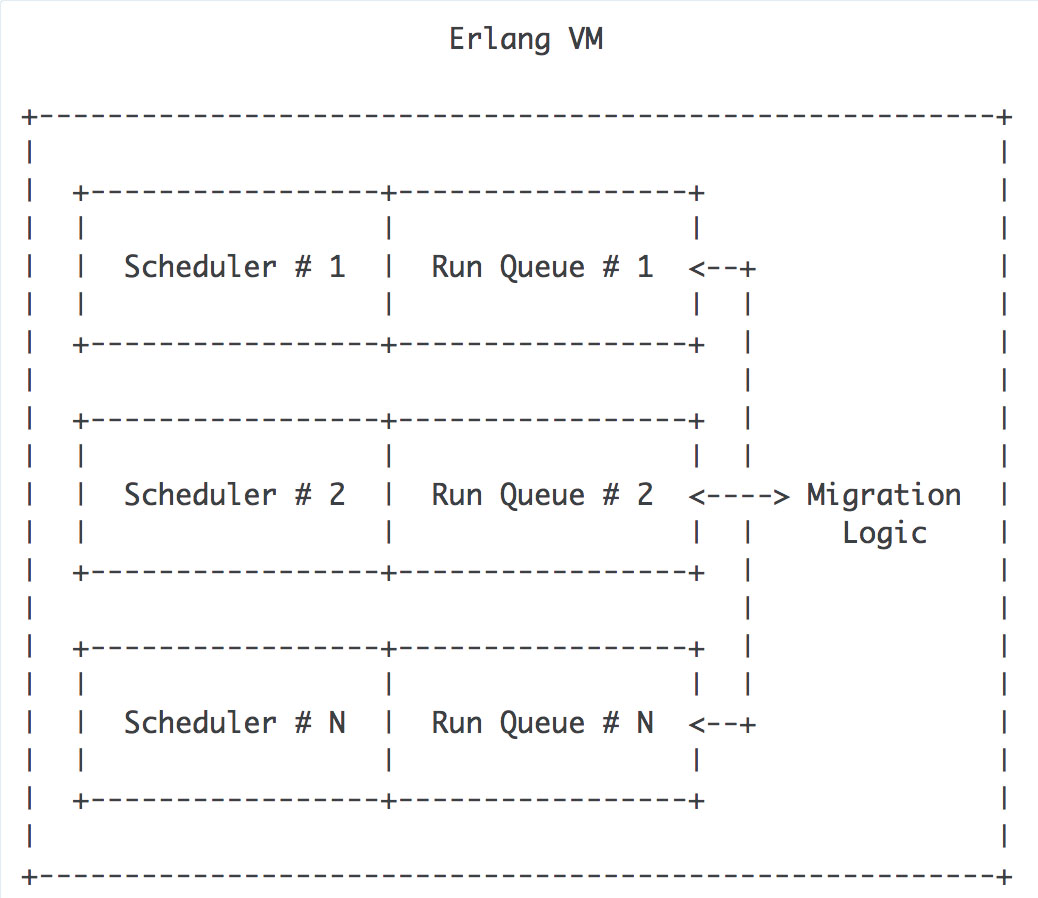 Erlang VM
+--------------------------------------------------------+
|                                                        |
|  +-----------------+-----------------+                 |
|  |                 |                 |                 |
|  |  Scheduler # 1  |  Run Queue # 1  <--+              |
|  |                 |                 |  |              |
|  +-----------------+-----------------+  |              |
|                                         |              |
|  +-----------------+-----------------+  |              |
|  |                 |                 |  |              |
|  |  Scheduler # 2  |  Run Queue # 2  <----> Migration  |
|  |                 |                 |  |     Logic    |
|  +-----------------+-----------------+  |              |
|                                         |              |
|  +-----------------+-----------------+  |              |
|  |                 |                 |  |              |
|  |  Scheduler # N  |  Run Queue # N  <--+              |
|  |                 |                 |                 |
|  +-----------------+-----------------+                 |
|                                                        |
+--------------------------------------------------------+